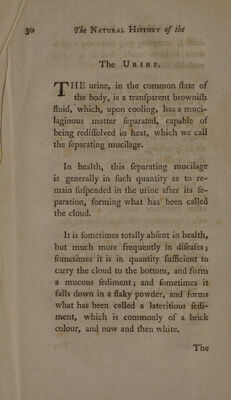 30 The NATURAL HISTORY of the
The URINE.
THE urine, in the common ſtate of
the body, is a tranſparent browniſh
fluid, which, upon cooling, has a muci-
laginous matter ſeparated, capable of
being rediſſolved in heat, which we call
the ſeparating mucilage.
In health, this ſeparating mucilage
is generally in ſuch quantity as to re-
main ſuſpended in the urine after its ſe-
paration, forming what has been called
the cloud.
It is ſometimes totally abſent in health,
but much more frequently in diſeaſes;
ſometimes it is in quantity ſufficient to
carry the cloud to the bottom, and form
a mucous ſediment; and ſometimes it
falls down in a flaky powder, and forms
what has been called a lateritious ſedi-
ment, which is commonly of a brick
colour, and now and then white.
The